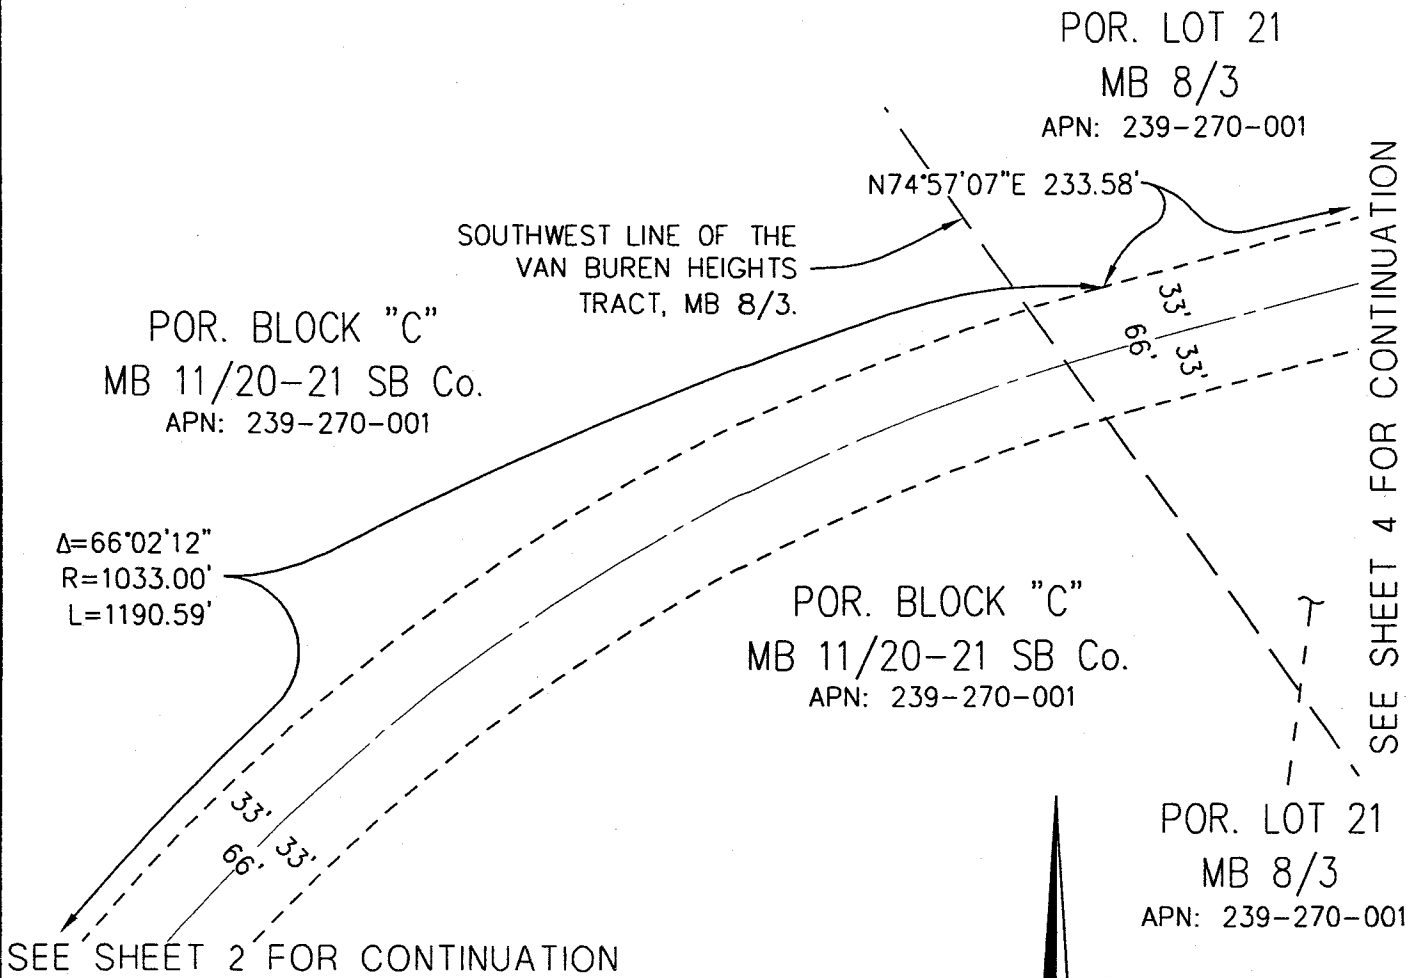 POR. LOT 21
MB 8/3
APN: 239-270-001
N74°57'07"E 233.58'
SOUTHWEST LINE OF THE
VAN BUREN HEIGHTS
TRACT, MB 8/3.
POR. BLOCK "C"
MB 11/20-21 SB Co.
APN: 239-270-001
33'
66'
33'
SEE SHEET 4 FOR CONTINUATION
Δ=66°02'12"
R=1033.00'
L=1190.59'
POR. BLOCK "C"
MB 11/20-21 SB Co.
APN: 239-270-001
33'
66'
33'
POR. LOT 21
MB 8/3
APN: 239-270-001
SEE SHEET 2 FOR CONTINUATION